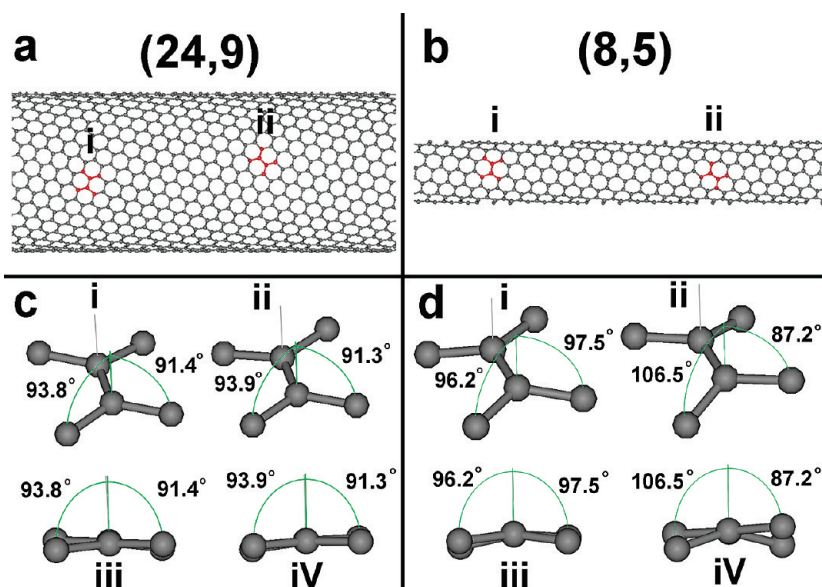 a (24,9)
i
ii
b (8,5)
i
ii
c i ii
93.8° 91.4°
93.9° 91.3°
93.8° 91.4°
93.9° 91.3°
iii iV
d i ii
96.2° 97.5°
106.5° 87.2°
96.2° 97.5°
106.5° 87.2°
iii iV